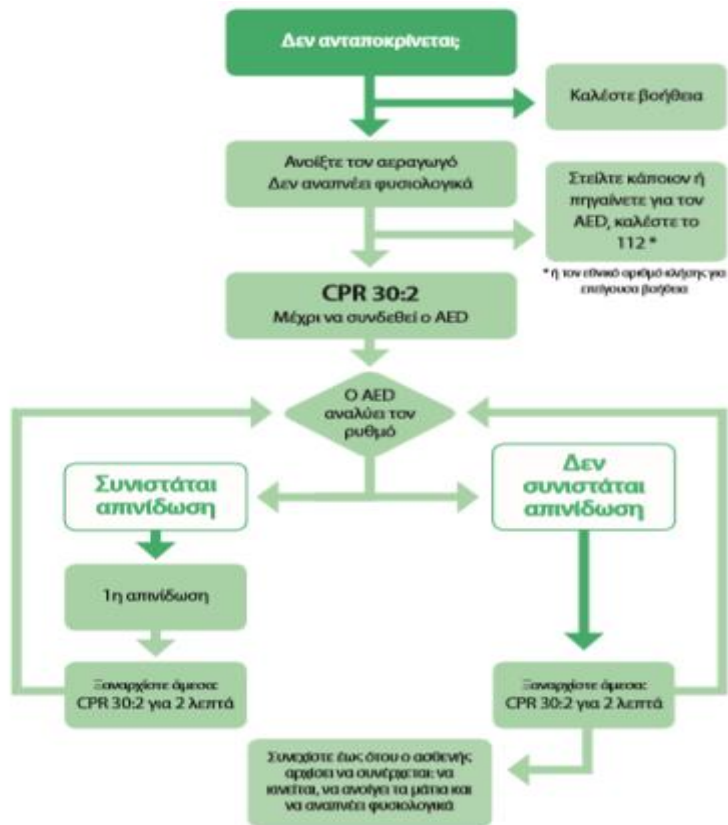 Δεν ανταποκρίνεται;
Καλέστε βοήθεια
Ανοίξτε τον αεραγωγό
Δεν αναπνέει φυσιολογικά
Στείλτε κάποιον ή
πηγαίνετε για τον
AED, καλέστε το
112 *
* ή τον εθνικό αριθμό κλήσης για
επείγουσα βοήθεια
CPR 30:2
Μέχρι να συνδεθεί ο AED
Ο AED
αναλύει τον
ρυθμό
Συνιστάται
απινίδωση
Δεν
συνιστάται
απινίδωση
1η απινίδωση
Ξαναρχίστε άμεσα:
CPR 30:2 για 2 λεπτά
Ξαναρχίστε άμεσα:
CPR 30:2 για 2 λεπτά
Συνεχίστε έως ότου ο ασθενής
αρχίσει να συνέρχεται: να
κινείται, να ανοίγει τα μάτια και
να αναπνέει φυσιολογικά